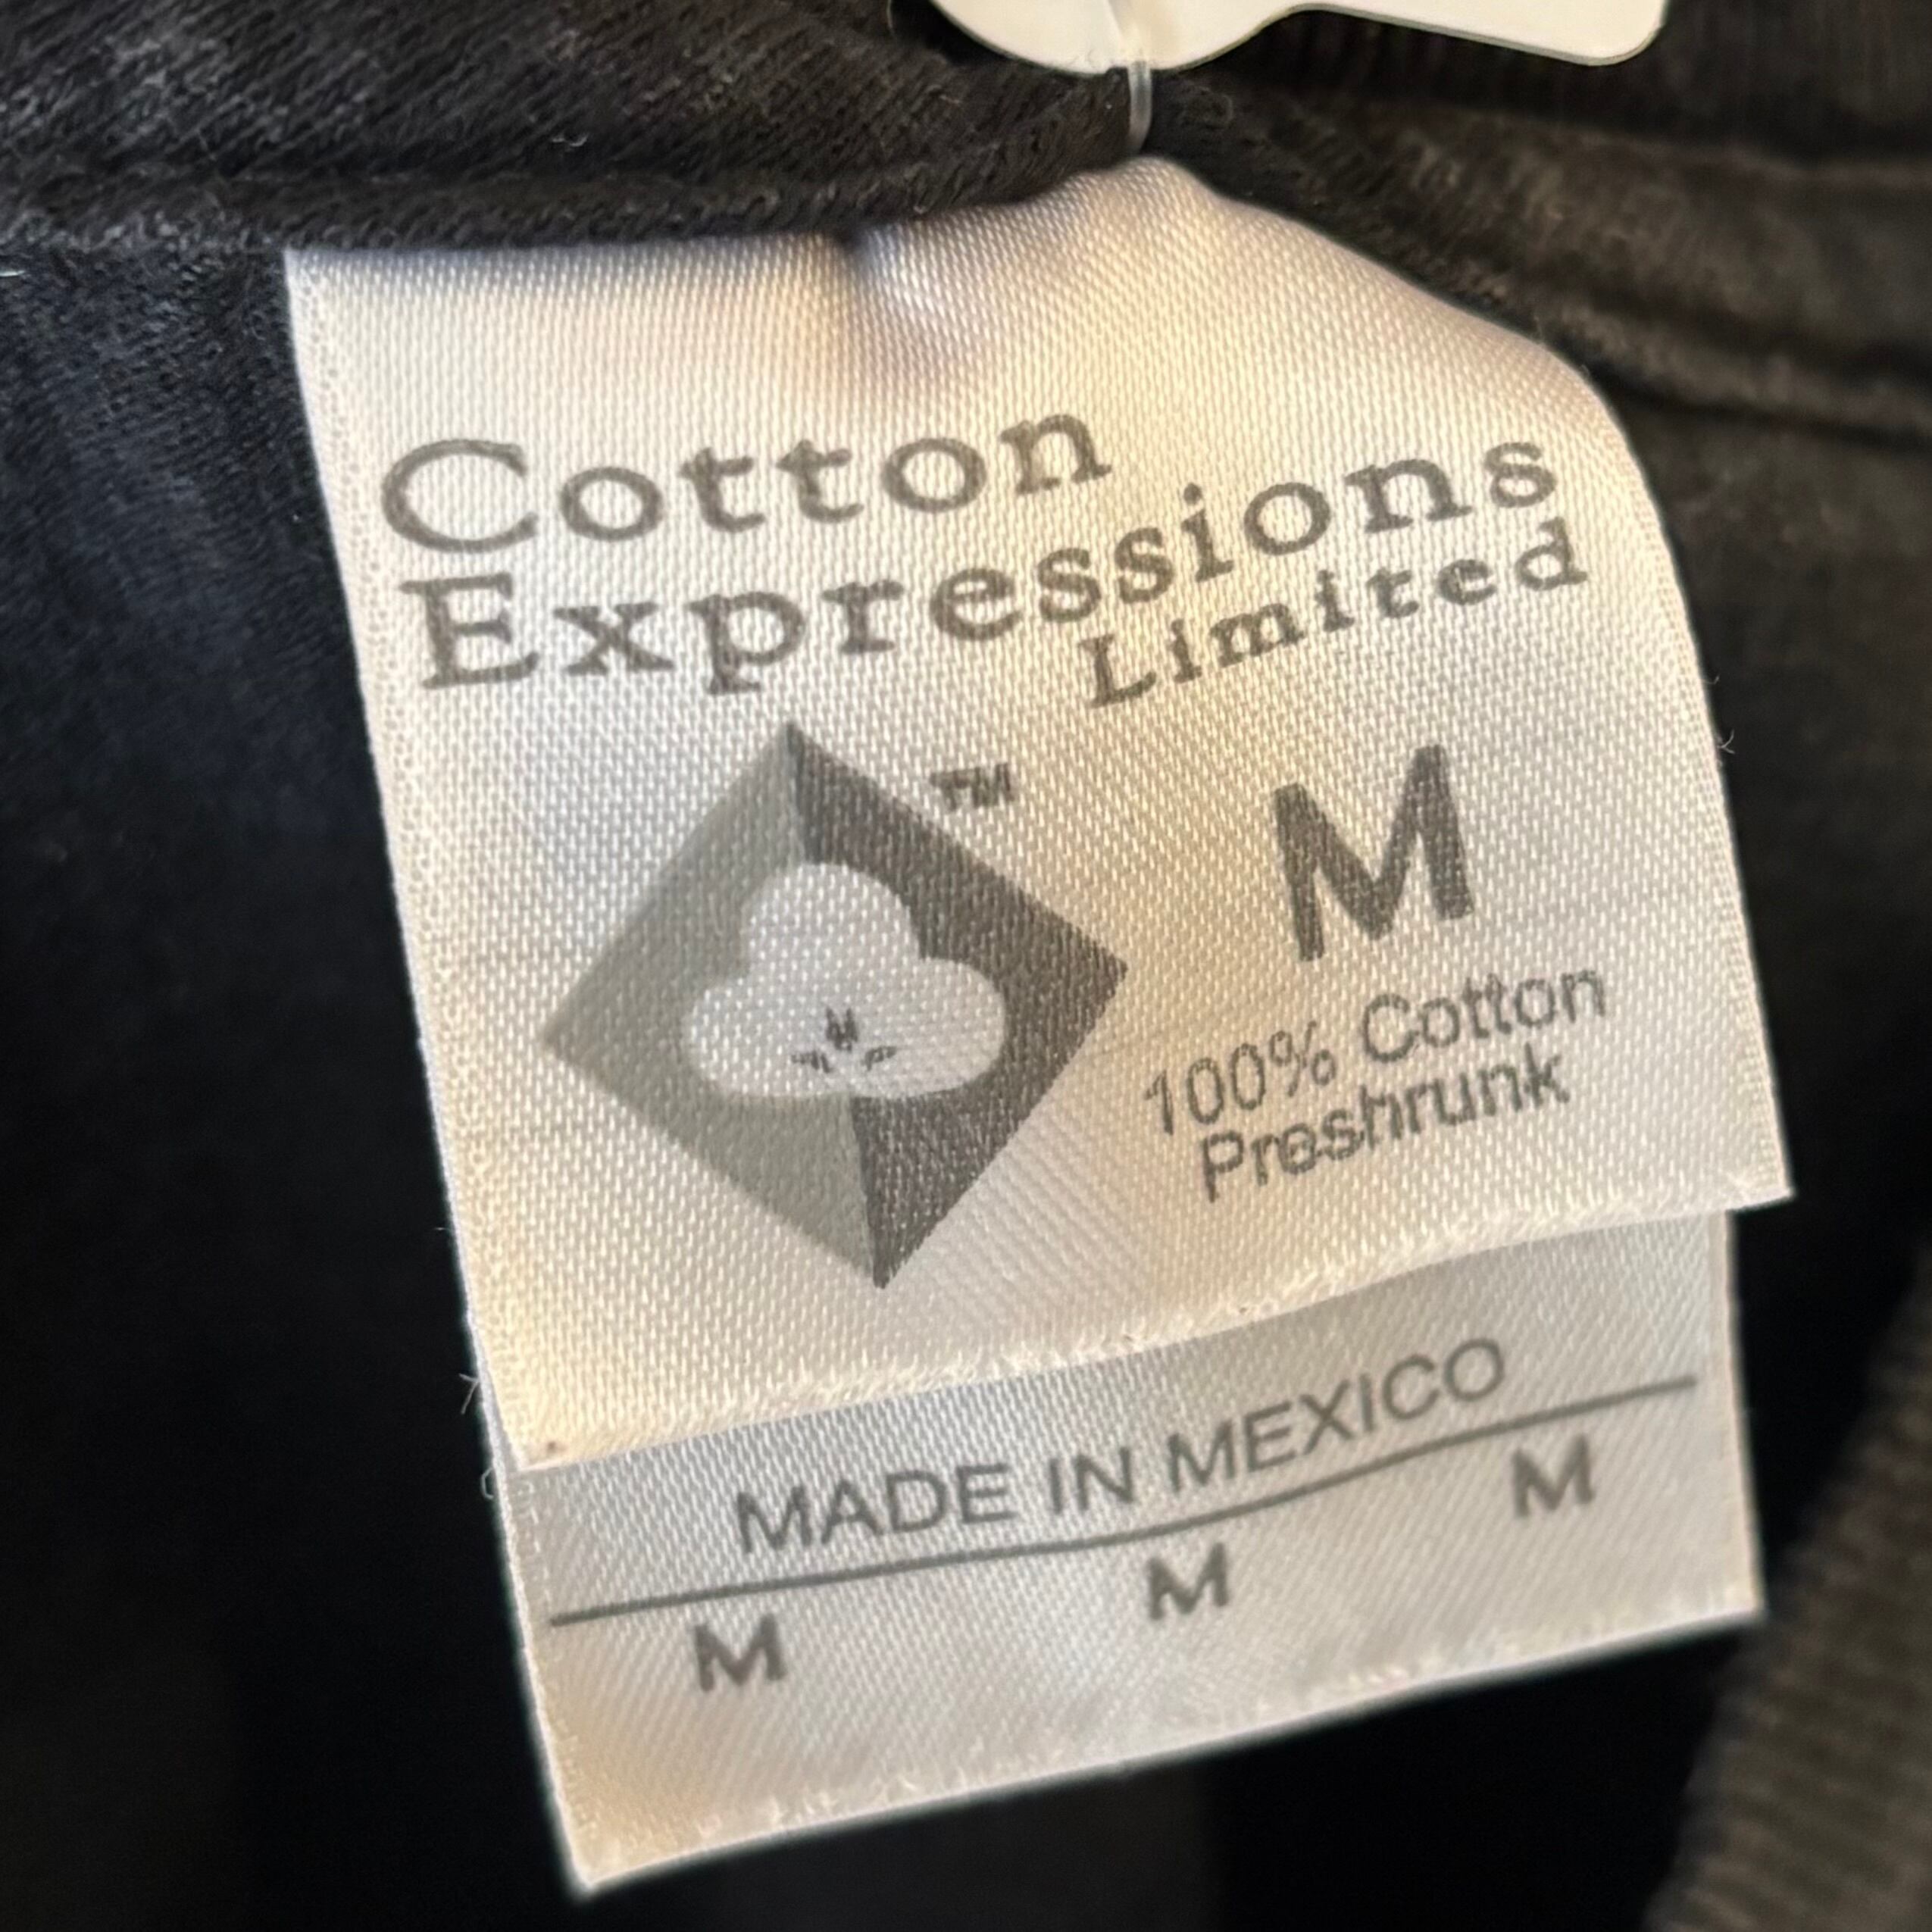 Cotton
Expressions
Limited
TM
M
100% Cotton
Preshrunk
MADE IN MEXICO
M M M